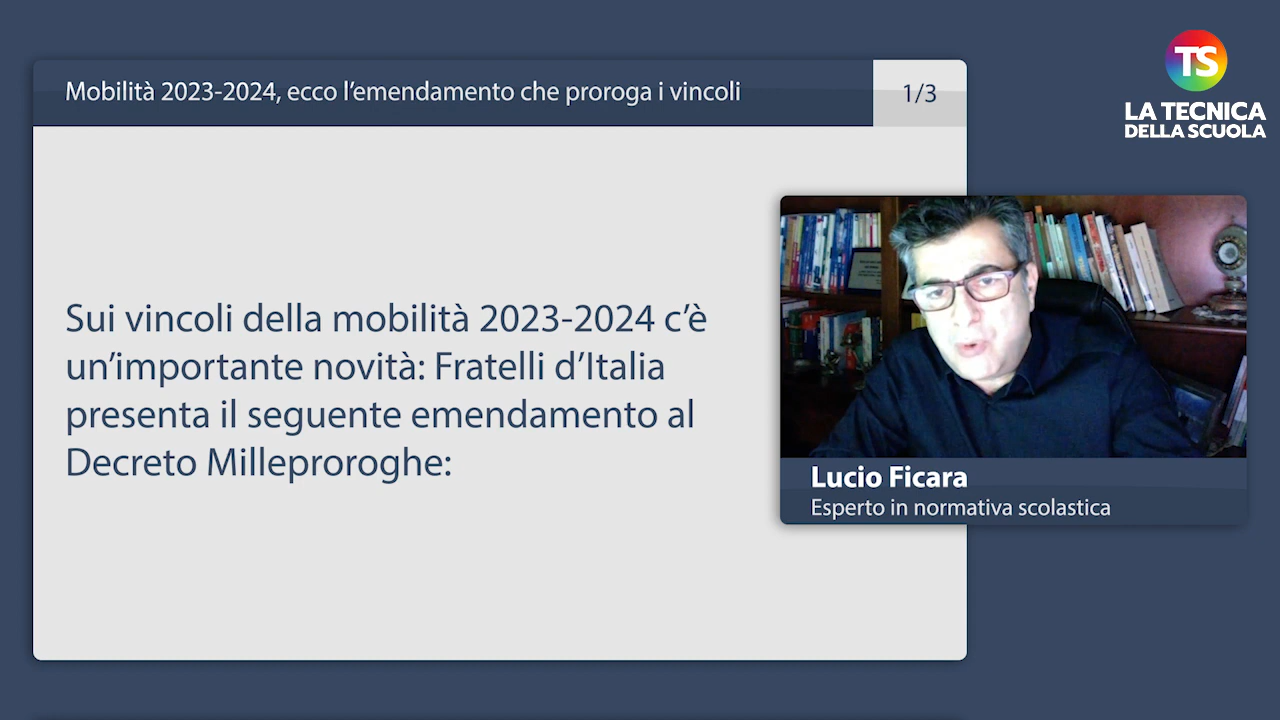 Mobilità 2023-2024, ecco l’emendamento che proroga i vincoli
1/3
TS
LA TECNICA
DELLA SCUOLA
Sui vincoli della mobilità 2023-2024 c’è
un’importante novità: Fratelli d’Italia
presenta il seguente emendamento al
Decreto Milleproroghe:
Lucio Ficara
Esperto in normativa scolastica